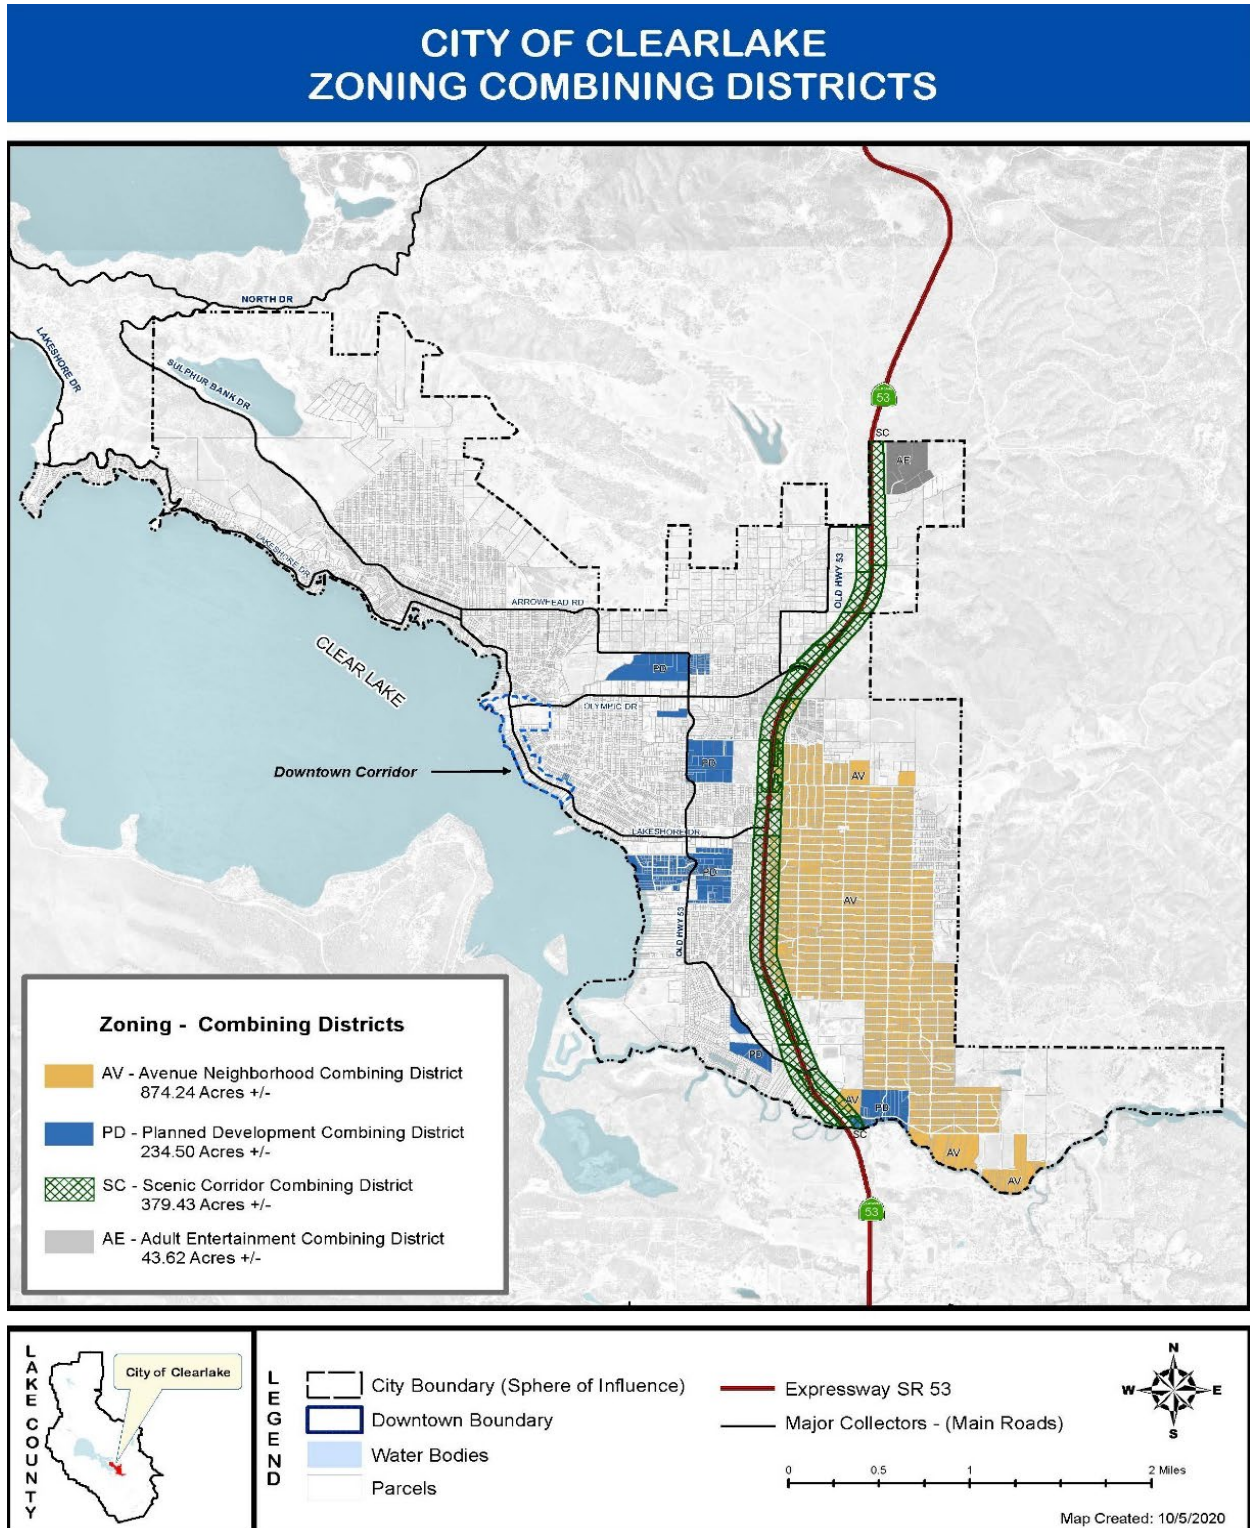 CITY OF CLEARLAKE
ZONING COMBINING DISTRICTS
NORTH DR
LAKESHORE DR
SULPHUR BANK DR
53
SC
AE
LAKESHORE DR
OLD HWY 53
ARROWHEAD RD
CLEAR LAKE
PD
OLYMPIC DR
Downtown Corridor
PD
AV
LAKESHORE DR
PD
AV
OLD HWY 53
PD
AV
PD
SC
AV
AV
53
Zoning - Combining Districts
AV - Avenue Neighborhood Combining District
874.24 Acres +/-
PD - Planned Development Combining District
234.50 Acres +/-
SC - Scenic Corridor Combining District
379.43 Acres +/-
AE - Adult Entertainment Combining District
43.62 Acres +/-
LAKE COUNTY
City of Clearlake
LEGEND
City Boundary (Sphere of Influence)
Downtown Boundary
Water Bodies
Parcels
Expressway SR 53
Major Collectors - (Main Roads)
N
W E
S
0 0.5 1 2 Miles
Map Created: 10/5/2020